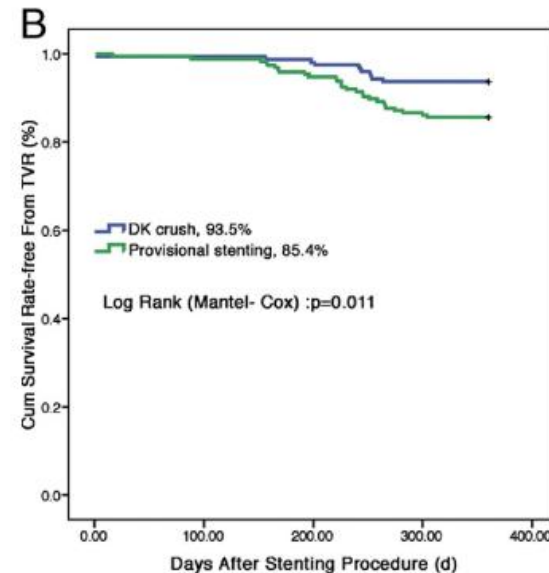 B
Cum Survival Rate-free From TVR (%)
1.0
0.8
0.6
0.4
0.2
0.0
DK crush, 93.5%
Provisional stenting, 85.4%
Log Rank (Mantel- Cox) :p=0.011
0.00 100.00 200.00 300.00 400.00
Days After Stenting Procedure (d)